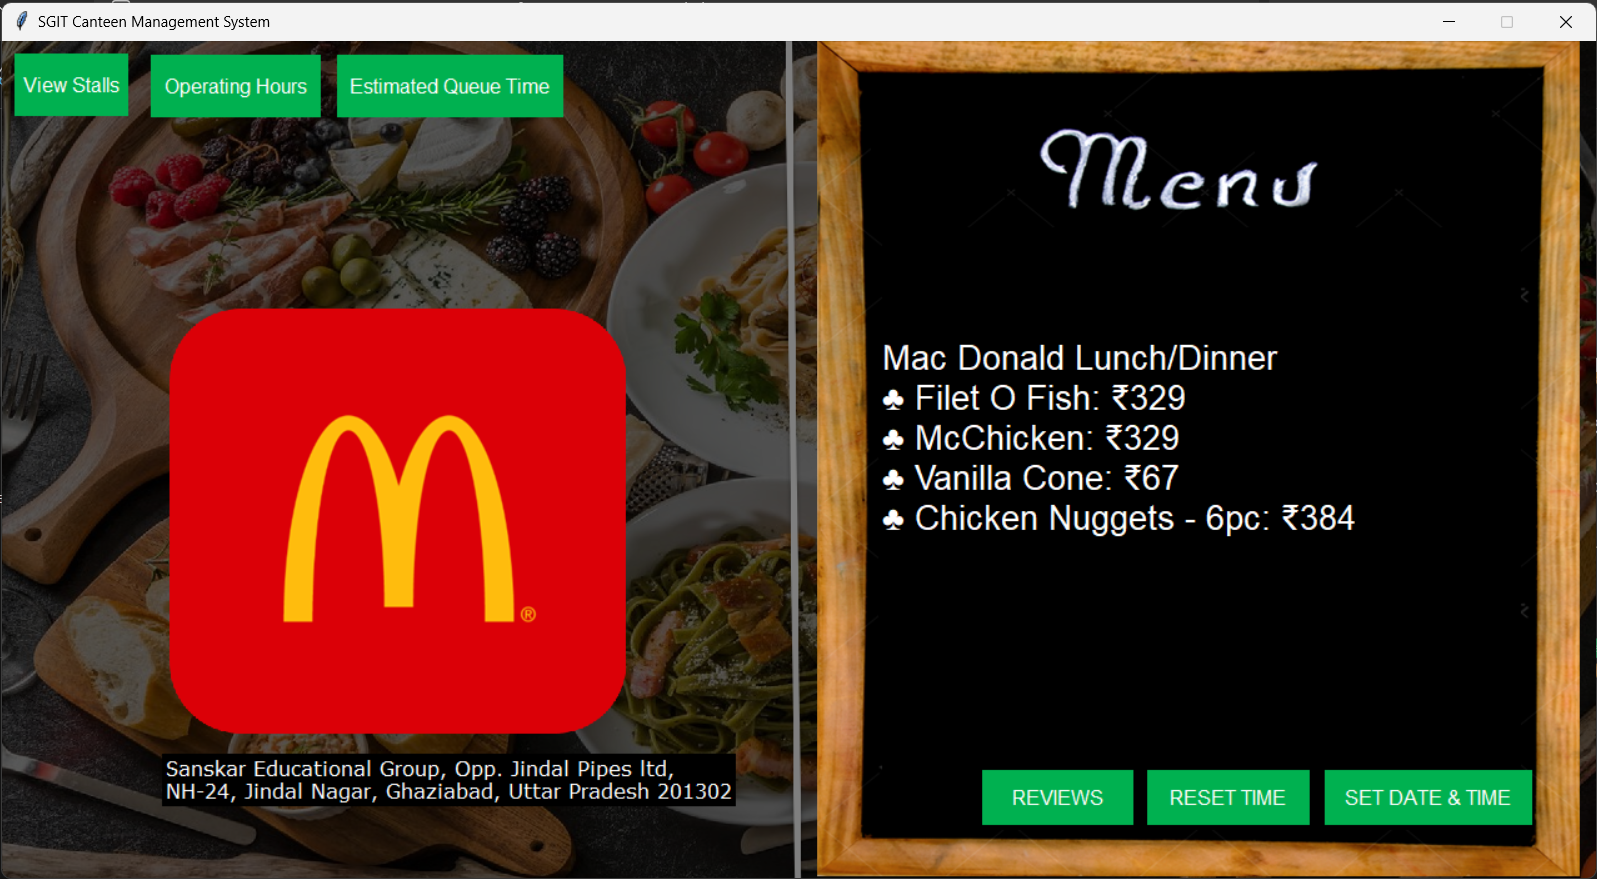 SGIT Canteen Management System
View Stalls
Operating Hours
Estimated Queue Time
Menu
Mac Donald Lunch/Dinner
♣ Filet O Fish: ₹329
♣ McChicken: ₹329
♣ Vanilla Cone: ₹67
♣ Chicken Nuggets - 6pc: ₹384
M
®
Sanskar Educational Group, Opp. Jindal Pipes ltd,
NH-24, Jindal Nagar, Ghaziabad, Uttar Pradesh 201302
REVIEWS
RESET TIME
SET DATE & TIME